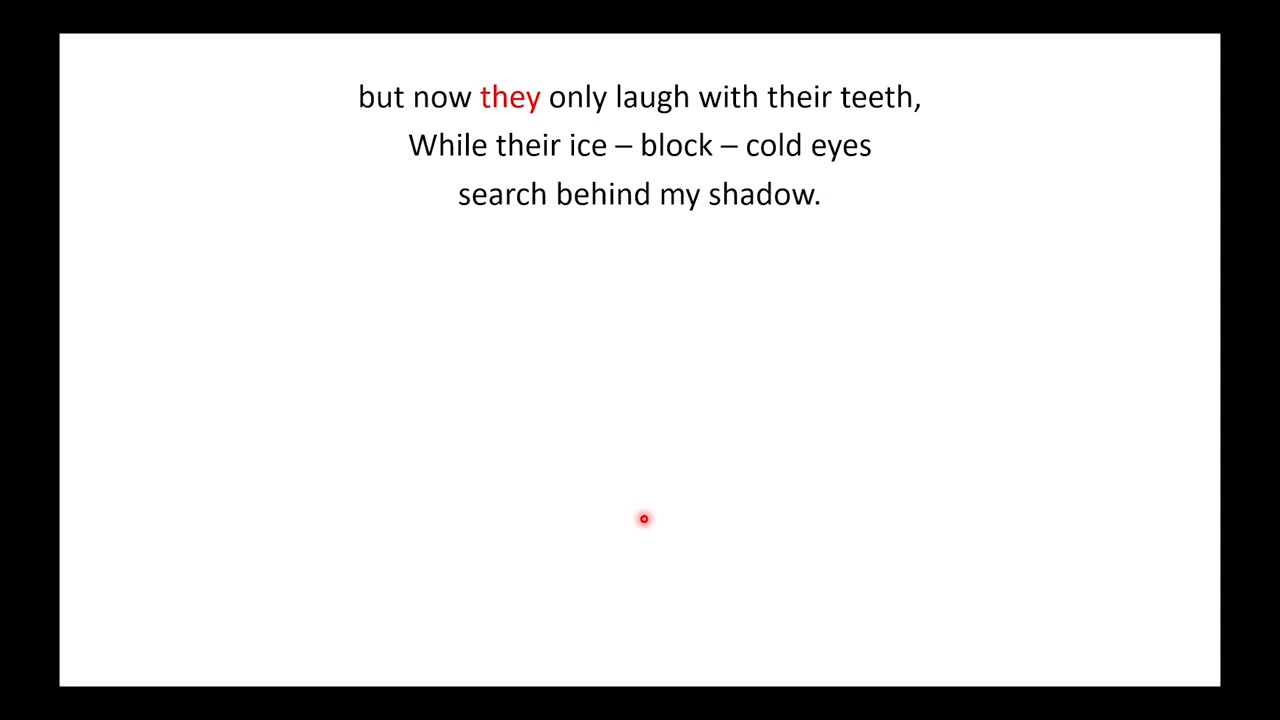 but now they only laugh with their teeth,
While their ice – block – cold eyes
search behind my shadow.